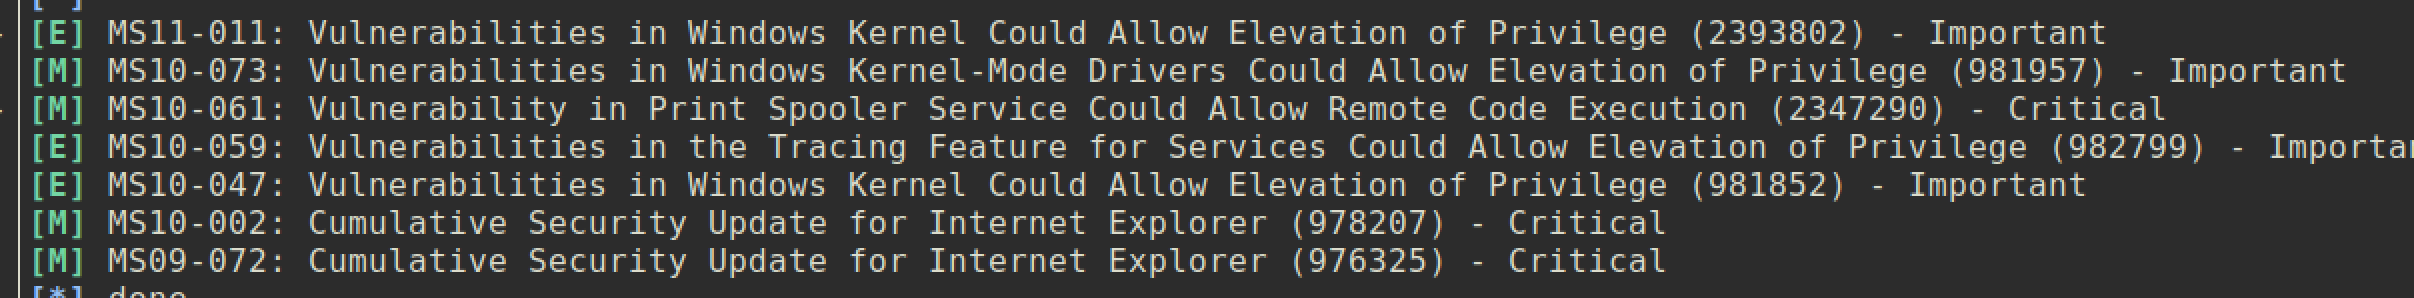 [E] MS11-011: Vulnerabilities in Windows Kernel Could Allow Elevation of Privilege (2393802) - Important
[M] MS10-073: Vulnerabilities in Windows Kernel-Mode Drivers Could Allow Elevation of Privilege (981957) - Important
[M] MS10-061: Vulnerability in Print Spooler Service Could Allow Remote Code Execution (2347290) - Critical
[E] MS10-059: Vulnerabilities in the Tracing Feature for Services Could Allow Elevation of Privilege (982799) - Importan
[E] MS10-047: Vulnerabilities in Windows Kernel Could Allow Elevation of Privilege (981852) - Important
[M] MS10-002: Cumulative Security Update for Internet Explorer (978207) - Critical
[M] MS09-072: Cumulative Security Update for Internet Explorer (976325) - Critical
[*] done